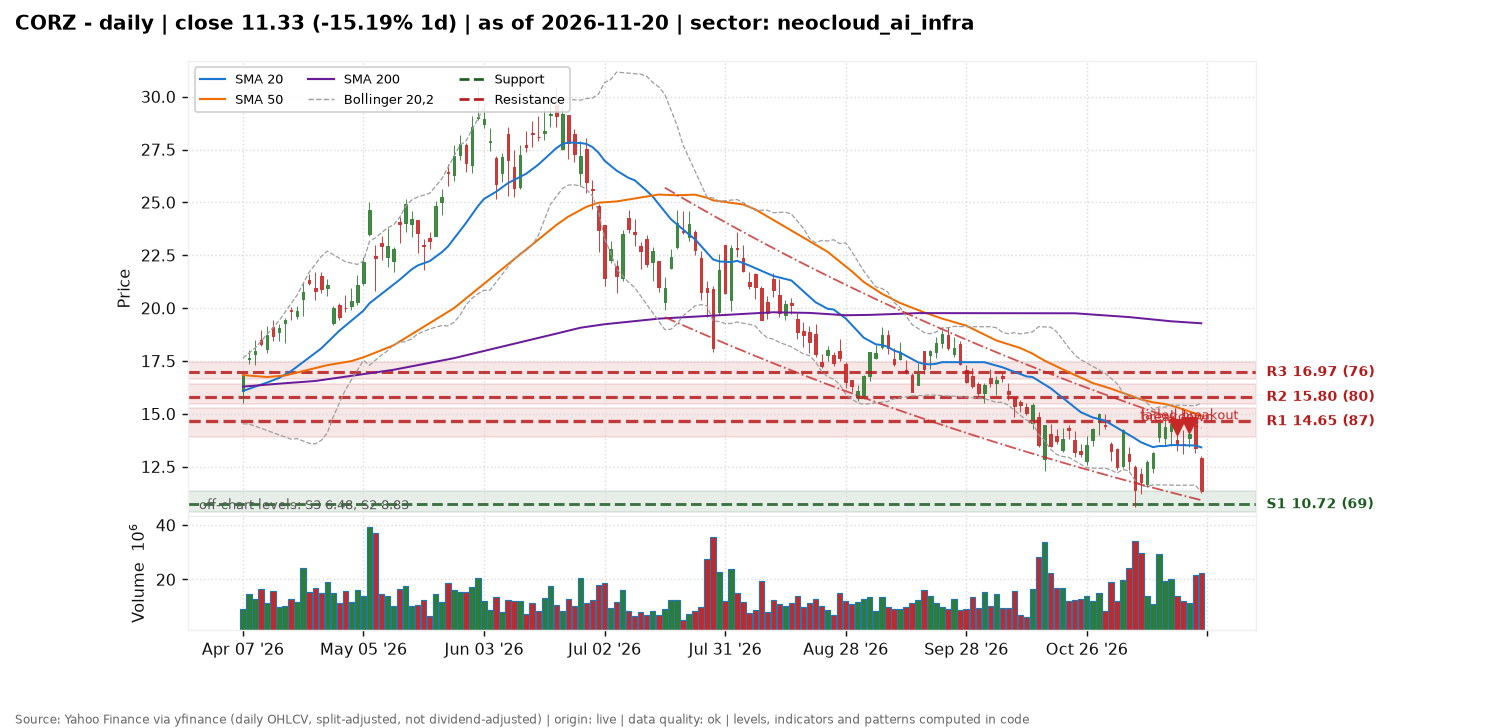 CORZ - daily | close 11.33 (-15.19% 1d) | as of 2026-11-20 | sector: neocloud_ai_infra
SMA 20
SMA 50
SMA 200
Bollinger 20,2
Support
Resistance
Price
30.0
27.5
25.0
22.5
20.0
17.5
15.0
12.5
R3 16.97 (76)
R2 15.80 (80)
breakout
R1 14.65 (87)
S1 10.72 (69)
off-chart levels: S3 6.48, S2 8.83
Volume 10^6
40
20
Apr 07 '26
May 05 '26
Jun 03 '26
Jul 02 '26
Jul 31 '26
Aug 28 '26
Sep 28 '26
Oct 26 '26
Source: Yahoo Finance via yfinance (daily OHLCV, split-adjusted, not dividend-adjusted) | origin: live | data quality: ok | levels, indicators and patterns computed in code